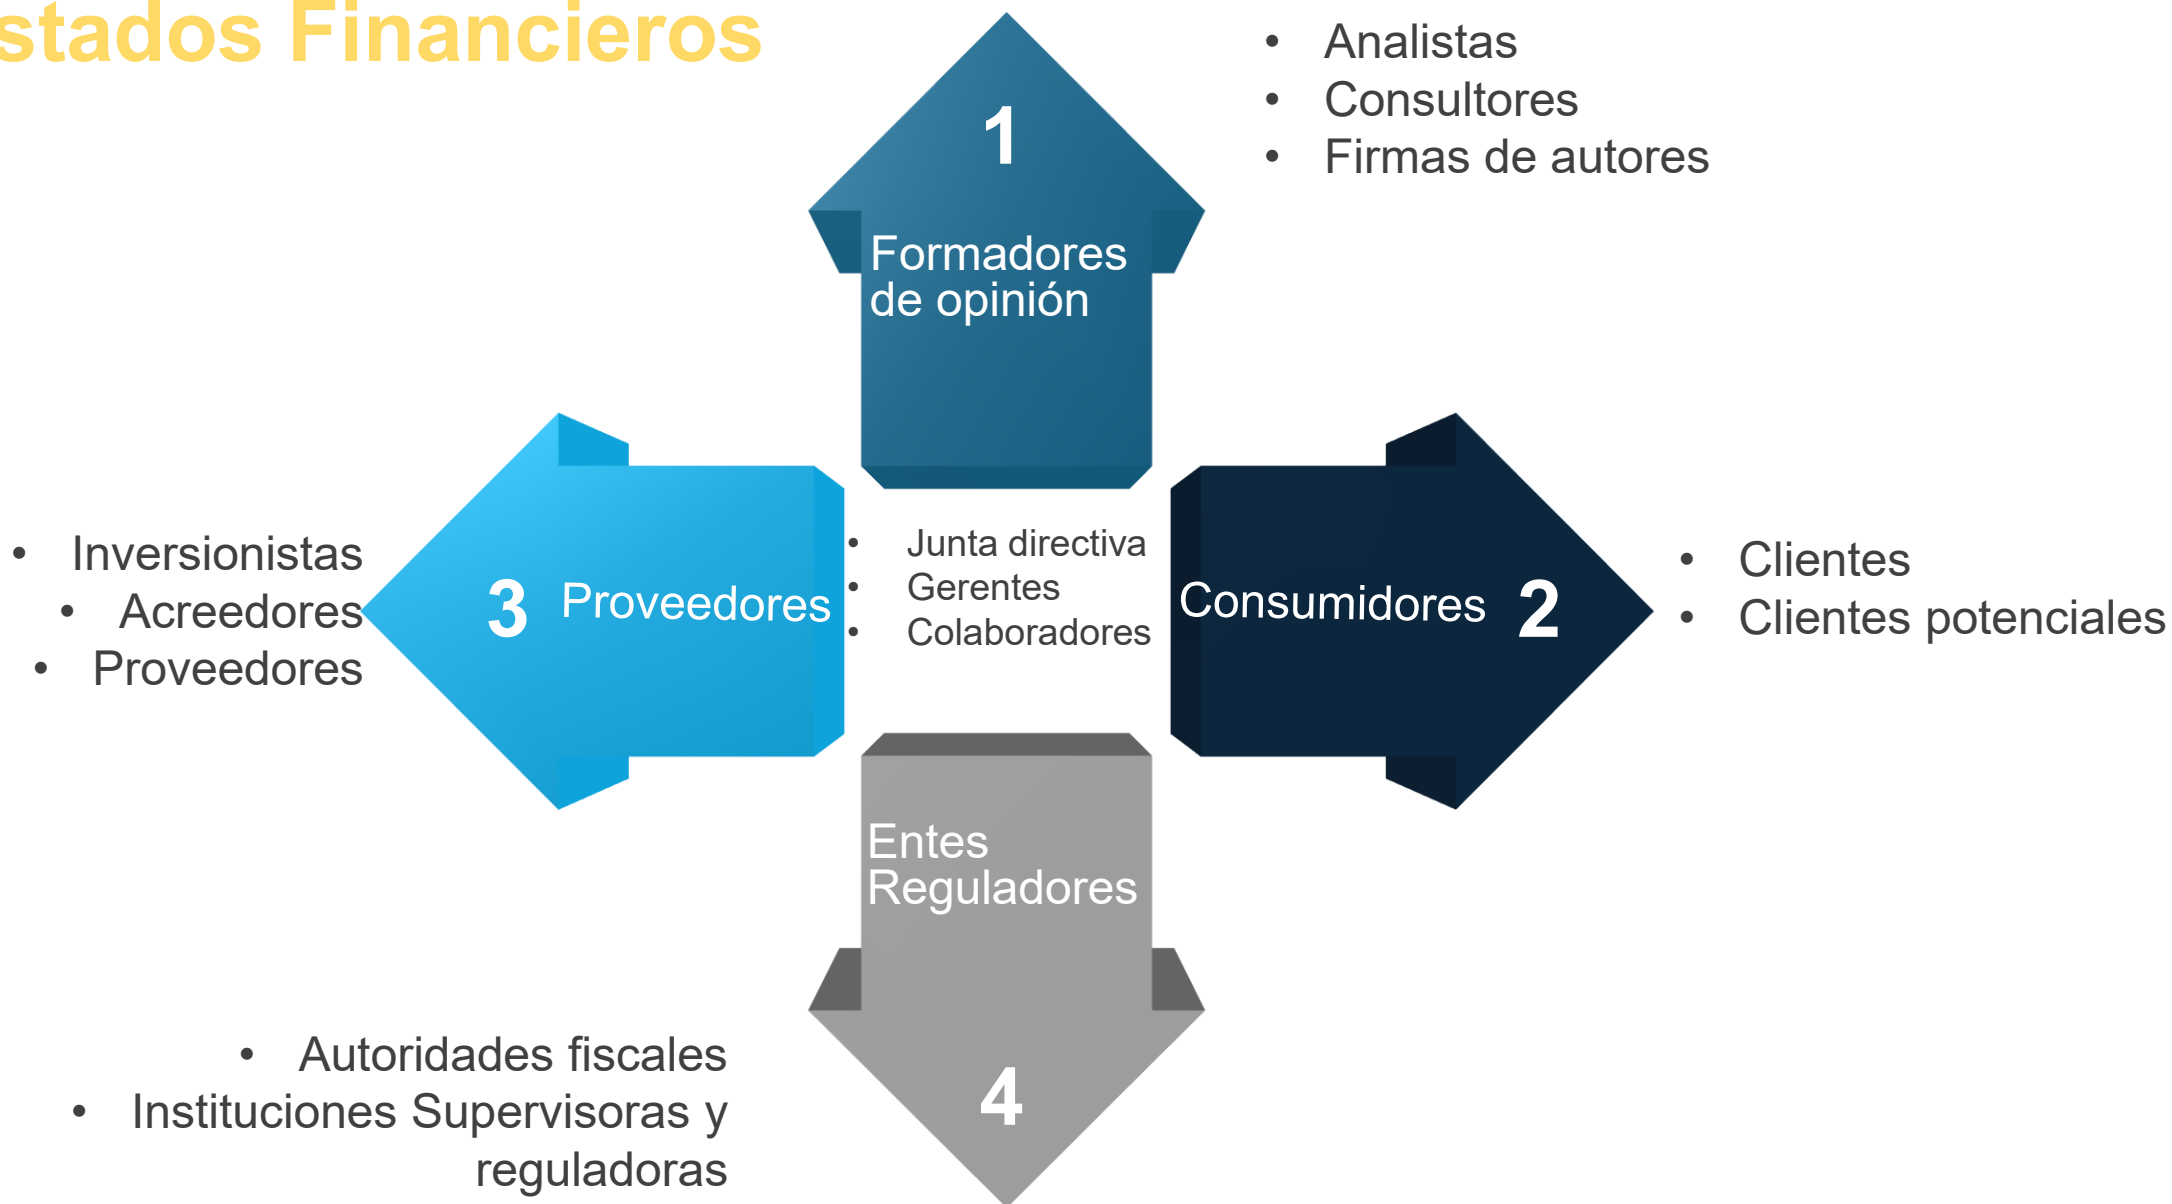 stados Financieros
• Analistas
• Consultores
• Firmas de autores
1
Formadores
de opinión
• Inversionistas
• Acreedores
• Proveedores
3 Proveedores
• Junta directiva
• Gerentes
• Colaboradores
Consumidores 2
• Clientes
• Clientes potenciales
Entes
Reguladores
4
• Autoridades fiscales
• Instituciones Supervisoras y
reguladoras